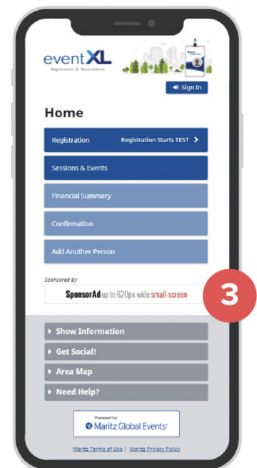 eventXL
Registration & Reservations
Sign In
Home
Registration Registration Starts TEST
Sessions & Events
Financial Summary
Confirmation
Add Another Person
Sponsored By
SponsorAd up to 620px wide small-screen
3
Show Information
Get Social!
Area Map
Need Help?
Powered by
Maritz Global Events
Maritz Terms of Use | Maritz Privacy Policy